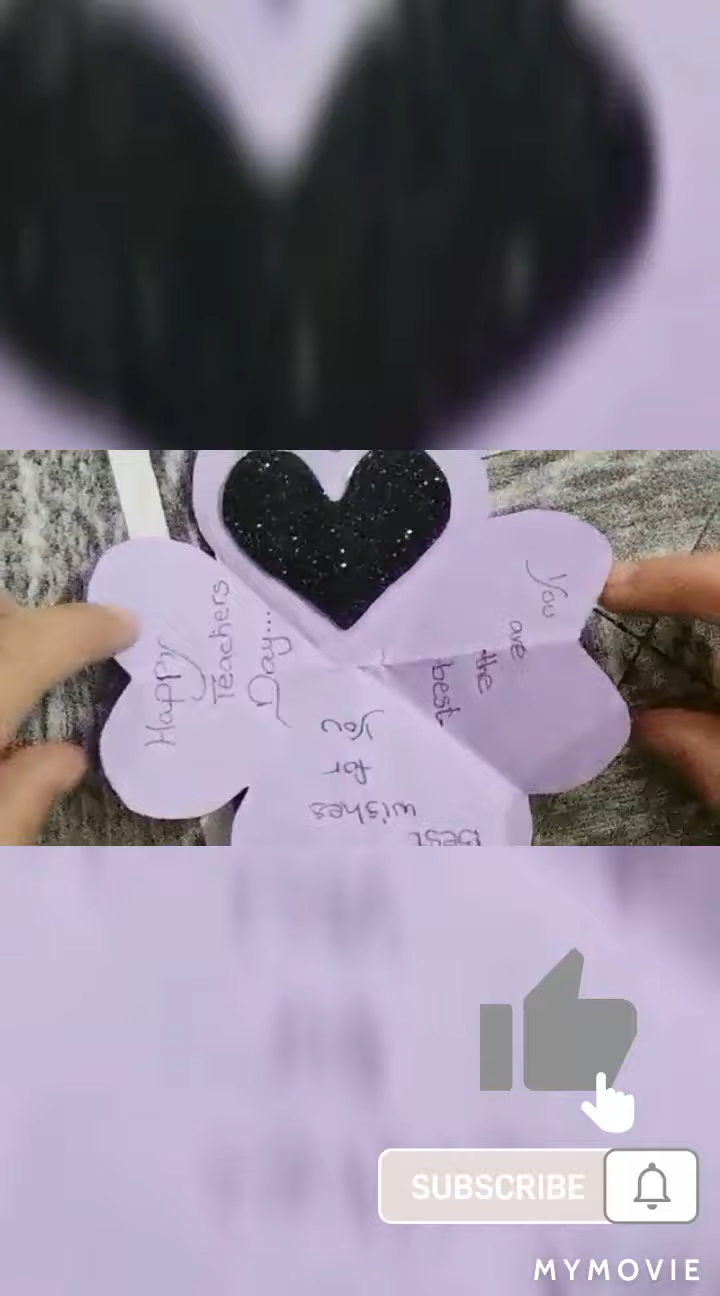 Happy
Teachers
Day...
You
are
the
best
Best
wishes
for
you
SUBSCRIBE
MYMOVIE